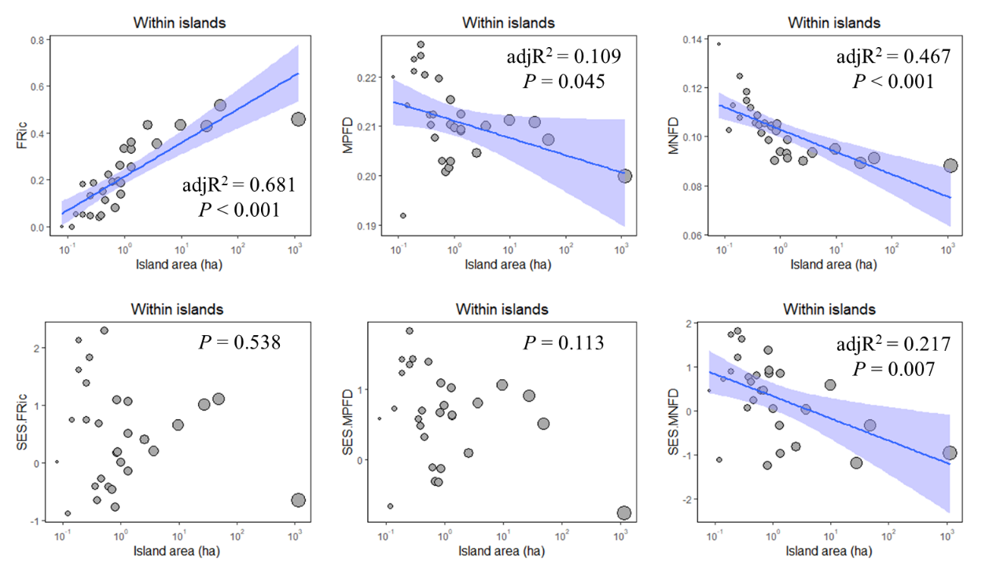 Within islands
Within islands
Within islands
0.8
0.6
0.4
0.2
0.0
FRic
adjR² = 0.681
P < 0.001
10⁻¹ 10⁰ 10¹ 10² 10³
Island area (ha)
0.22
0.21
0.20
0.19
MPFD
adjR² = 0.109
P = 0.045
10⁻¹ 10⁰ 10¹ 10² 10³
Island area (ha)
0.14
0.12
0.10
0.08
0.06
MNFD
adjR² = 0.467
P < 0.001
10⁻¹ 10⁰ 10¹ 10² 10³
Island area (ha)
Within islands
Within islands
Within islands
2
1
0
-1
SES.FRic
P = 0.538
10⁻¹ 10⁰ 10¹ 10² 10³
Island area (ha)
1
0
SES.MPFD
P = 0.113
10⁻¹ 10⁰ 10¹ 10² 10³
Island area (ha)
2
1
0
-1
-2
SES.MNFD
adjR² = 0.217
P = 0.007
10⁻¹ 10⁰ 10¹ 10² 10³
Island area (ha)